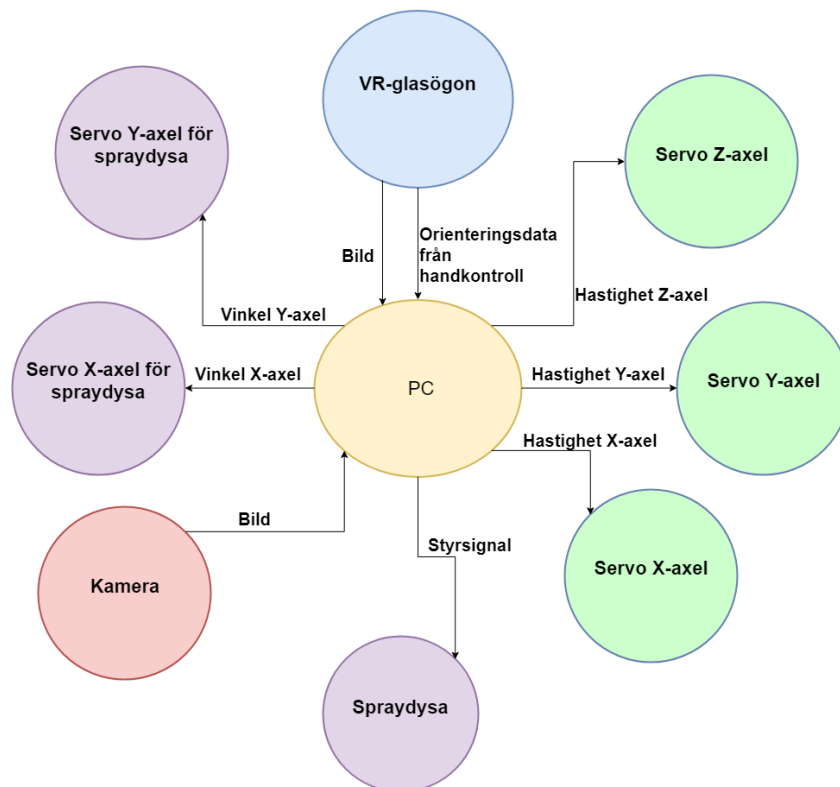 VR-glasögon
Servo Y-axel för
spraydysa
Servo Z-axel
Bild
Orienteringsdata
från
handkontroll
Hastighet Z-axel
Vinkel Y-axel
Servo X-axel för
spraydysa
Vinkel X-axel
PC
Hastighet Y-axel
Servo Y-axel
Hastighet X-axel
Bild
Styrsignal
Kamera
Servo X-axel
Spraydysa